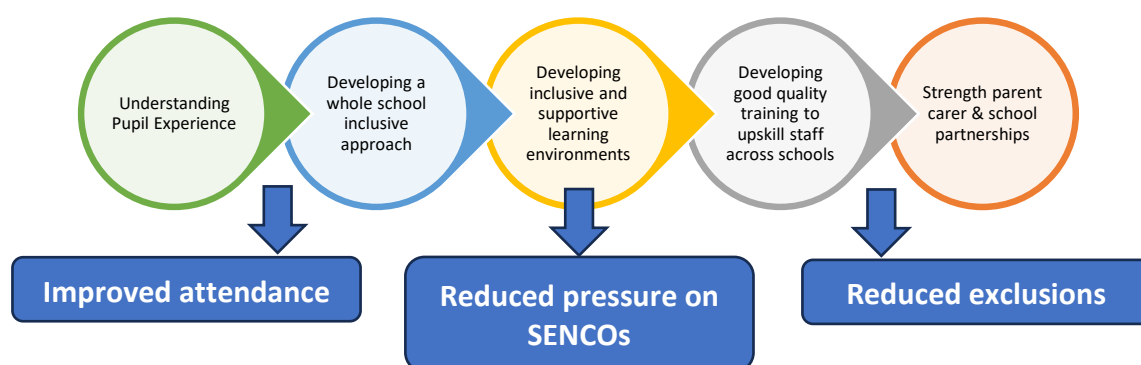 Understanding
Pupil Experience
Developing a
whole school
inclusive
approach
Developing
inclusive and
supportive
learning
environments
Developing
good quality
training to
upskill staff
across schools
Strength parent
carer & school
partnerships
Improved attendance
Reduced pressure on
SENCOs
Reduced exclusions